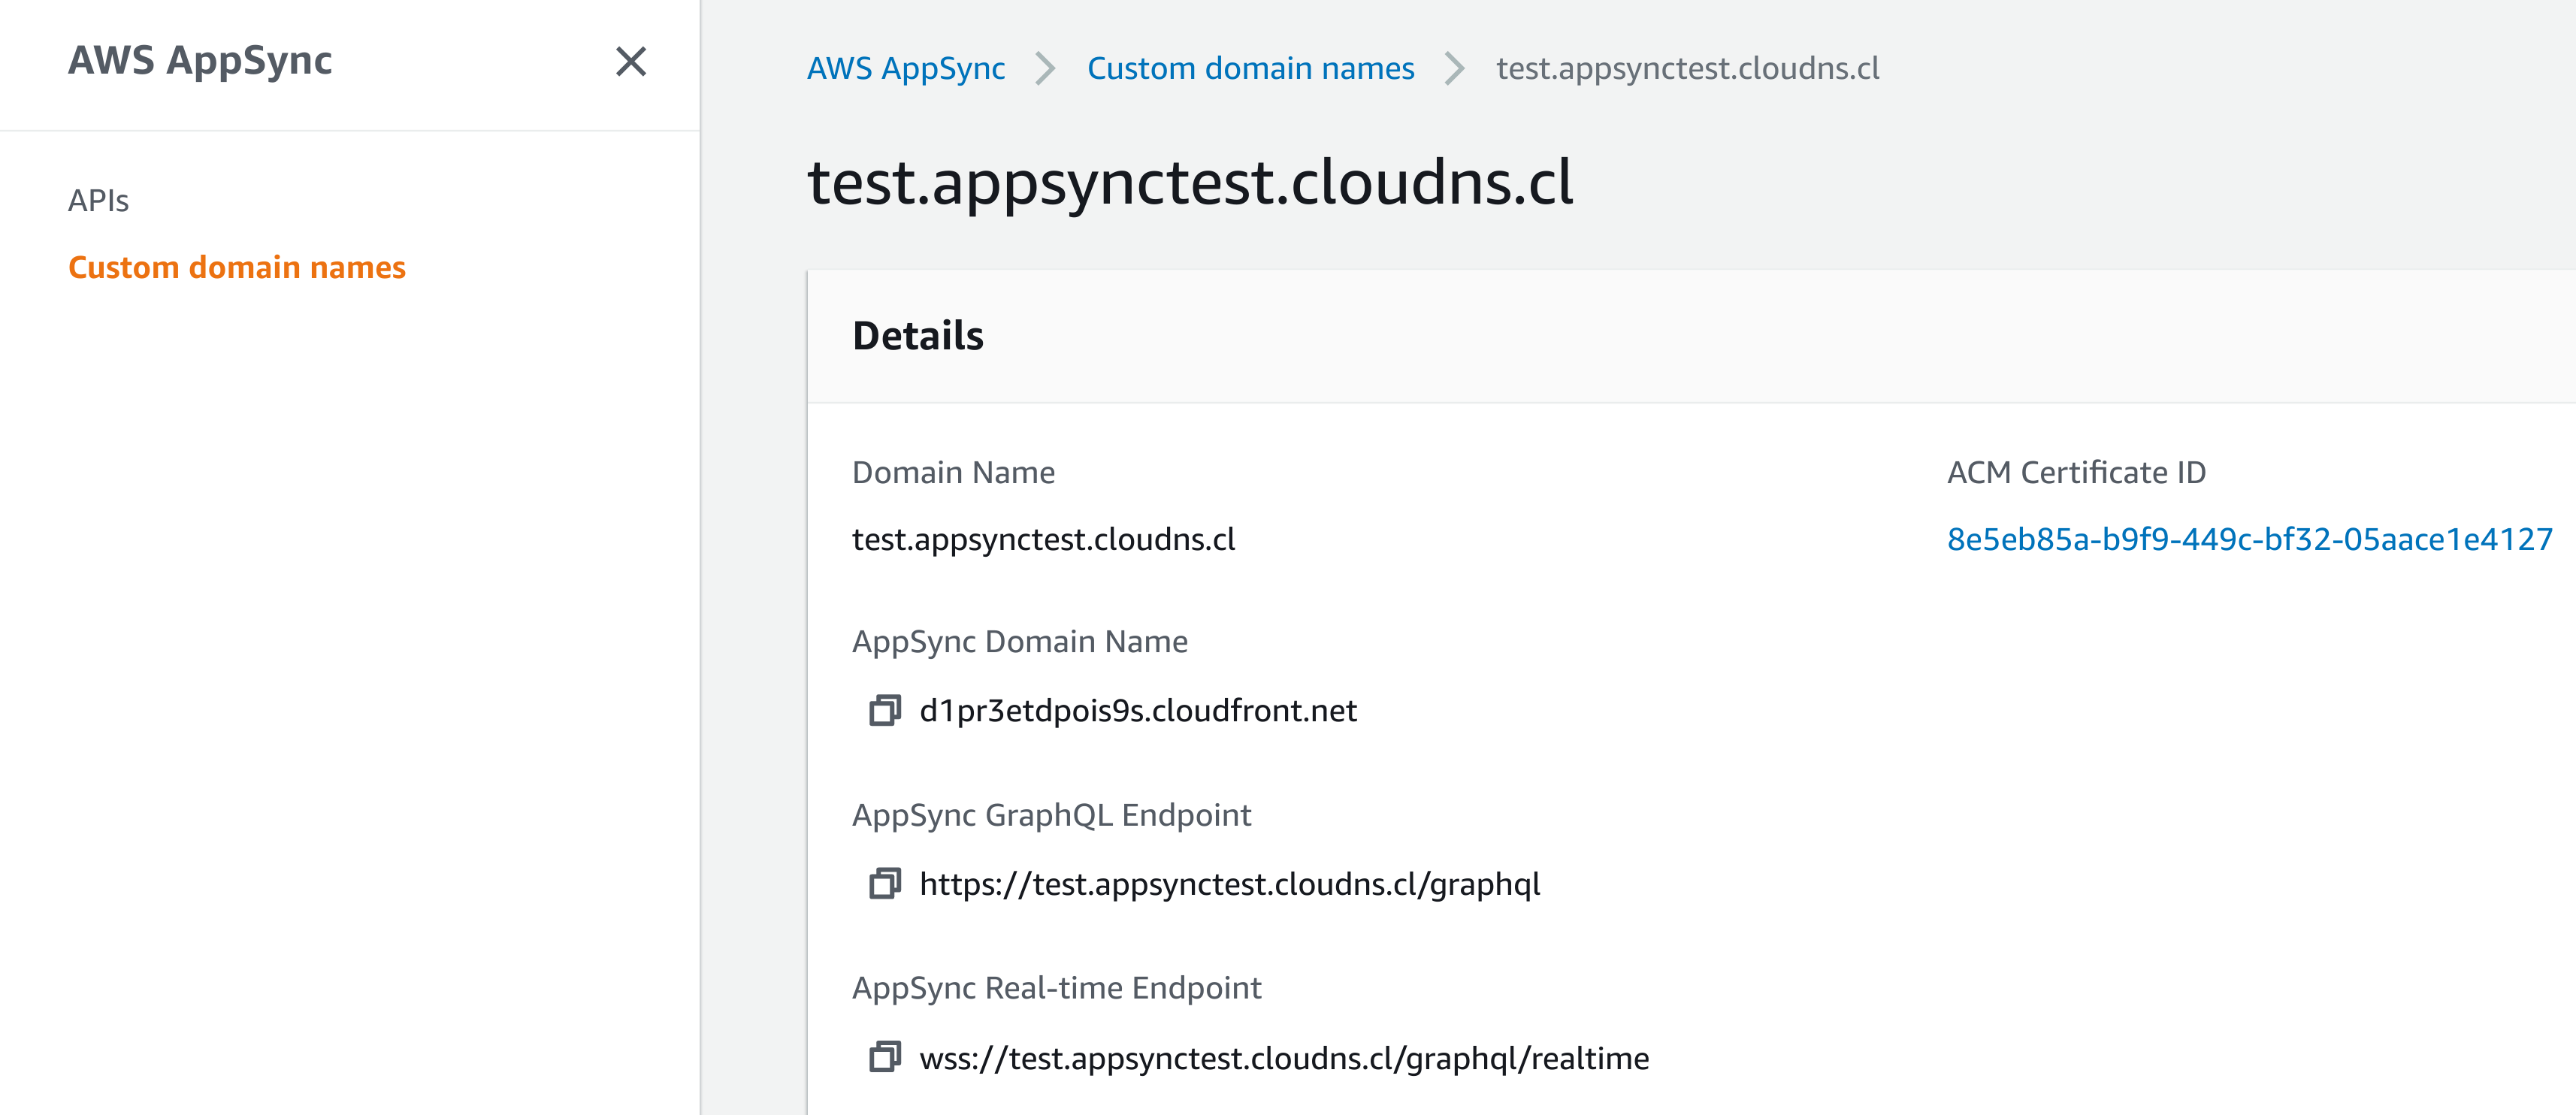 AWS AppSync
APIs
Custom domain names
AWS AppSync > Custom domain names > test.appsynctest.cloudns.cl
test.appsynctest.cloudns.cl
Details
Domain Name
test.appsynctest.cloudns.cl
ACM Certificate ID
8e5eb85a-b9f9-449c-bf32-05aace1e4127
AppSync Domain Name
d1pr3etdpois9s.cloudfront.net
AppSync GraphQL Endpoint
https://test.appsynctest.cloudns.cl/graphql
AppSync Real-time Endpoint
wss://test.appsynctest.cloudns.cl/graphql/realtime